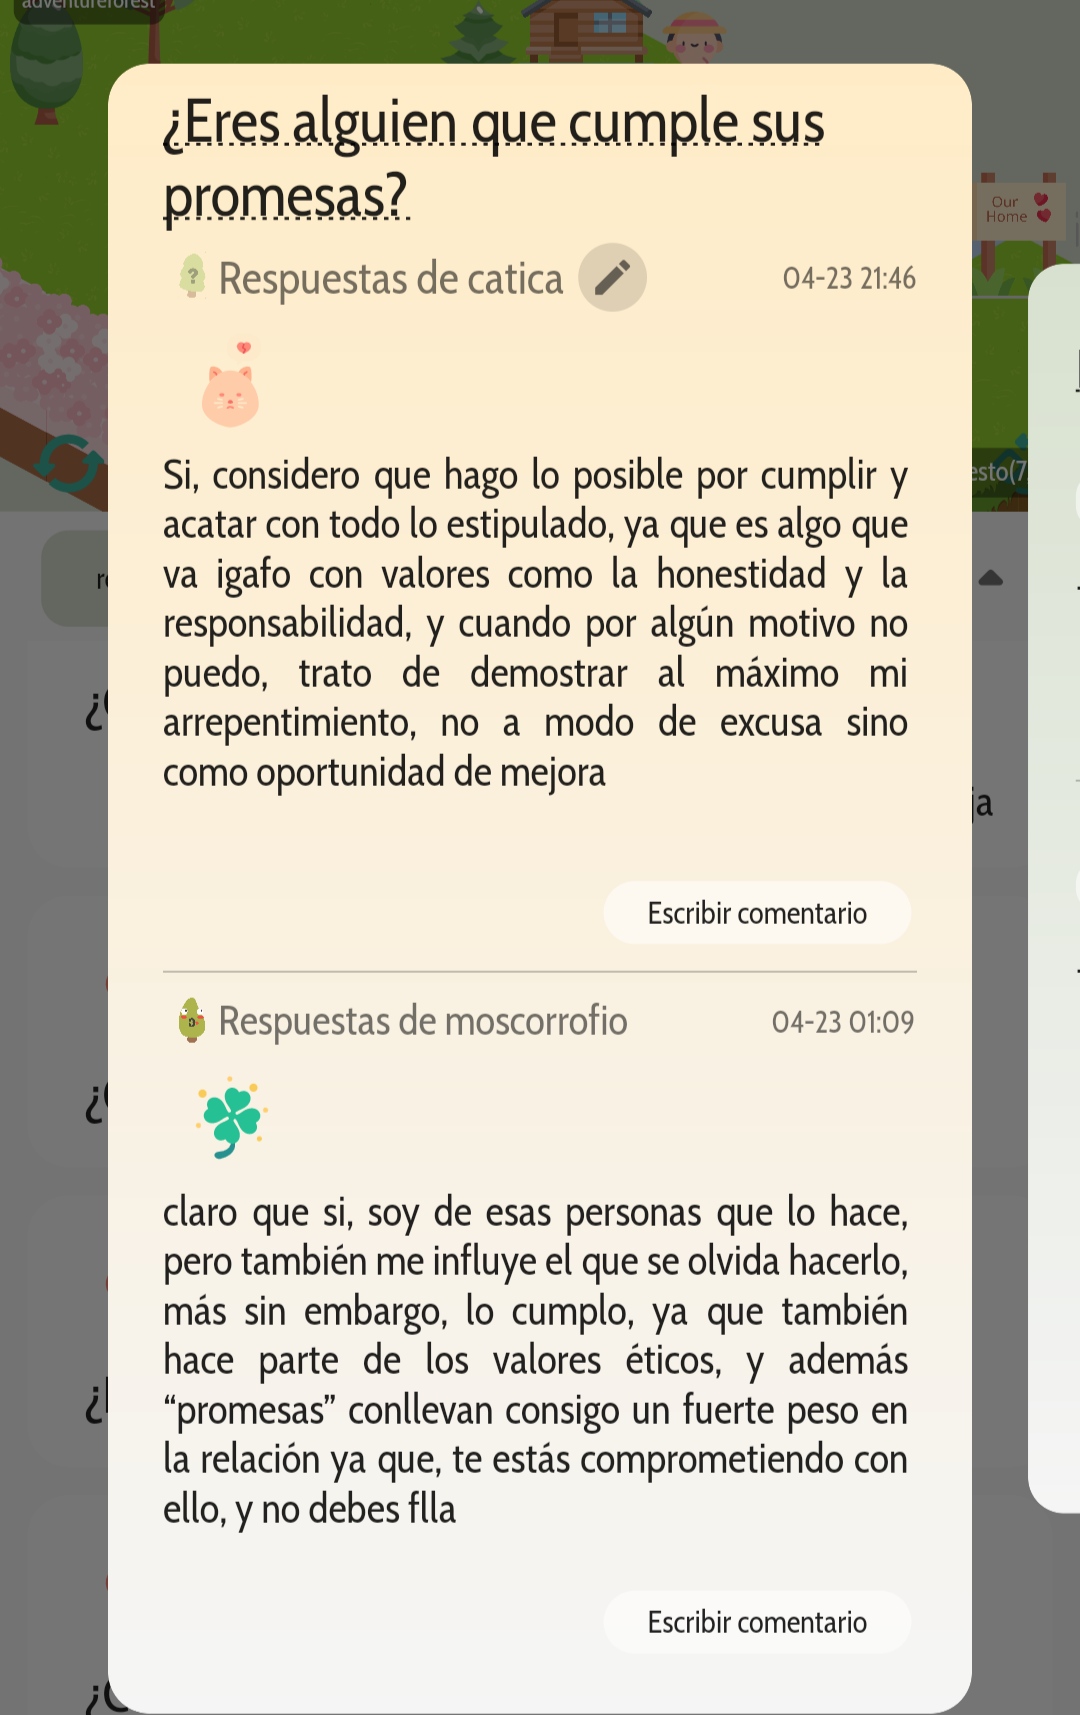 adventureforest
¿Eres alguien que cumple sus
promesas?
Our
Home
Respuestas de catica
04-23 21:46
Si, considero que hago lo posible por cumplir y
acatar con todo lo estipulado, ya que es algo que
va igafo con valores como la honestidad y la
responsabilidad, y cuando por algún motivo no
puedo, trato de demostrar al máximo mi
arrepentimiento, no a modo de excusa sino
como oportunidad de mejora
Escribir comentario
Respuestas de moscorrofio
04-23 01:09
claro que si, soy de esas personas que lo hace,
pero también me influye el que se olvida hacerlo,
más sin embargo, lo cumplo, ya que también
hace parte de los valores éticos, y además
“promesas” conllevan consigo un fuerte peso en
la relación ya que, te estás comprometiendo con
ello, y no debes flla
Escribir comentario